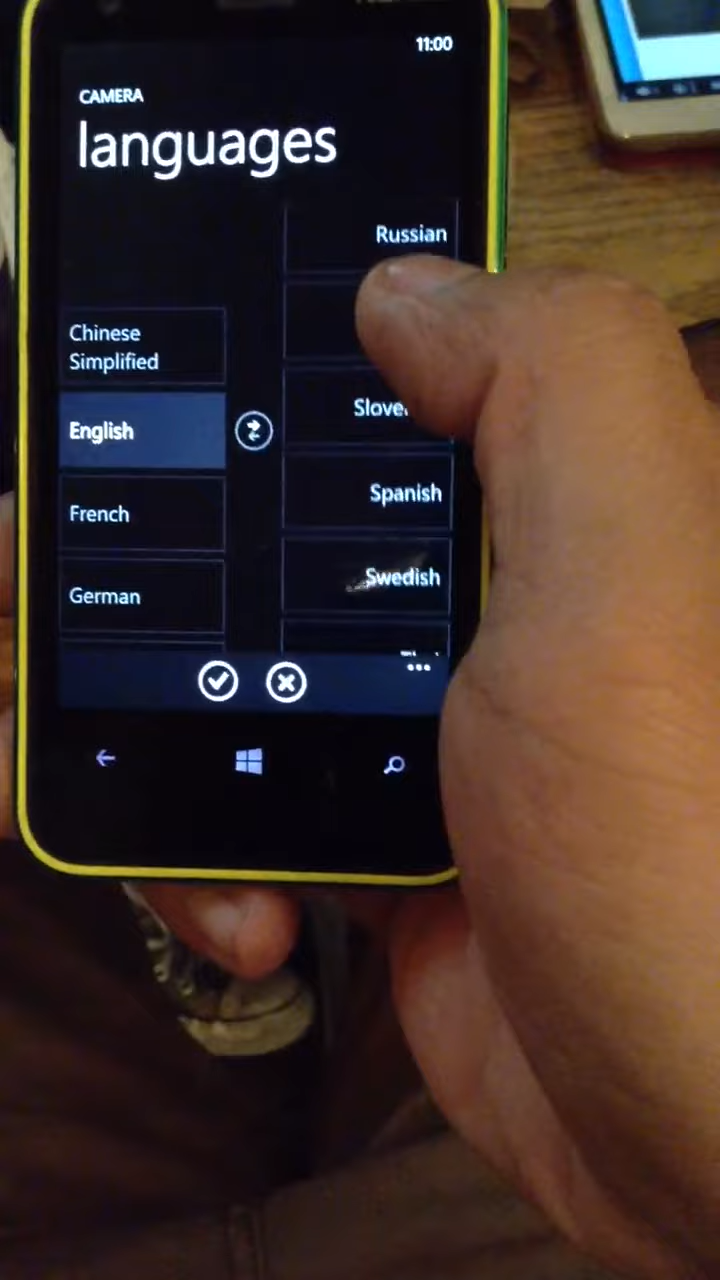 11:00
CAMERA
languages
Russian
Chinese
Simplified
English
French
German
Spanish
Swedish